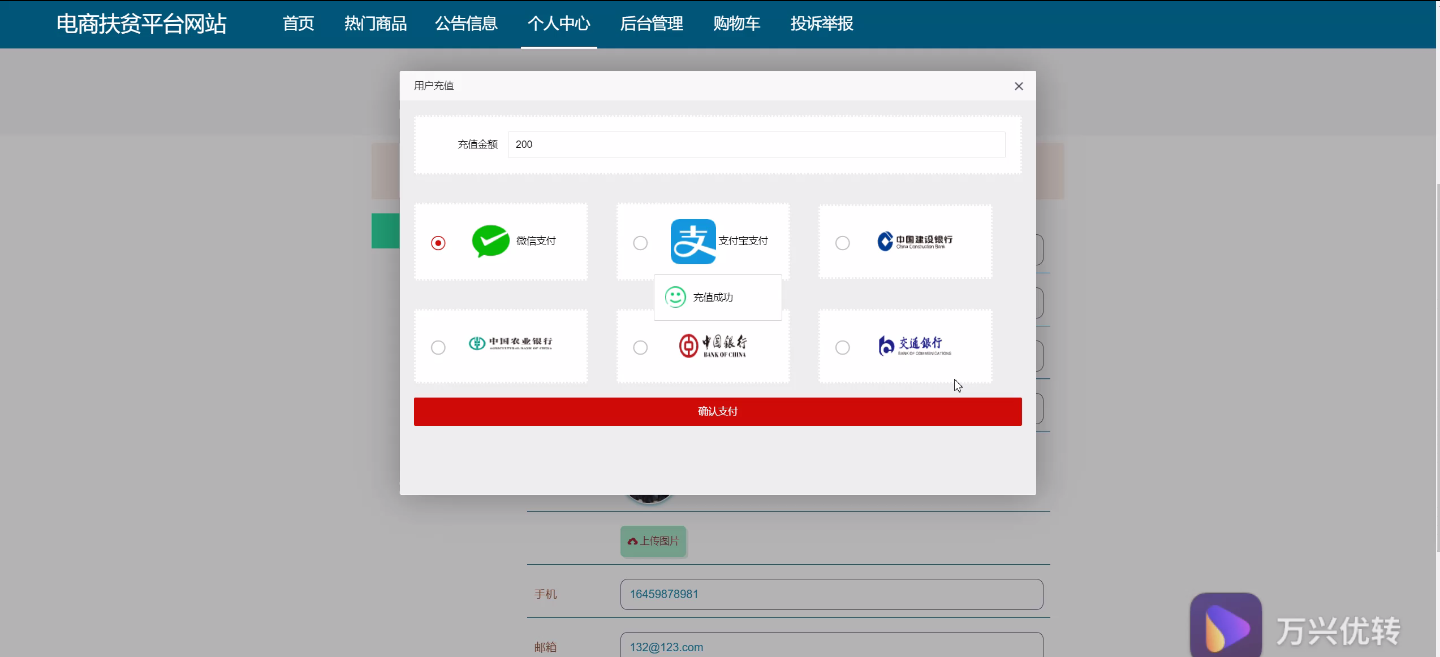 电商扶贫平台网站 首页 热门商品 公告信息 个人中心 后台管理 购物车 投诉举报
用户充值
充值金额 200
微信支付 支付宝支付 中国建设银行
China Construction Bank
充值成功
中国农业银行 中国银行 交通银行
AGRICULTURAL BANK OF CHINA BANK OF CHINA BANK OF COMMUNICATIONS
确认支付
上传图片
手机 16459878981
邮箱 132@123.com
万兴优转